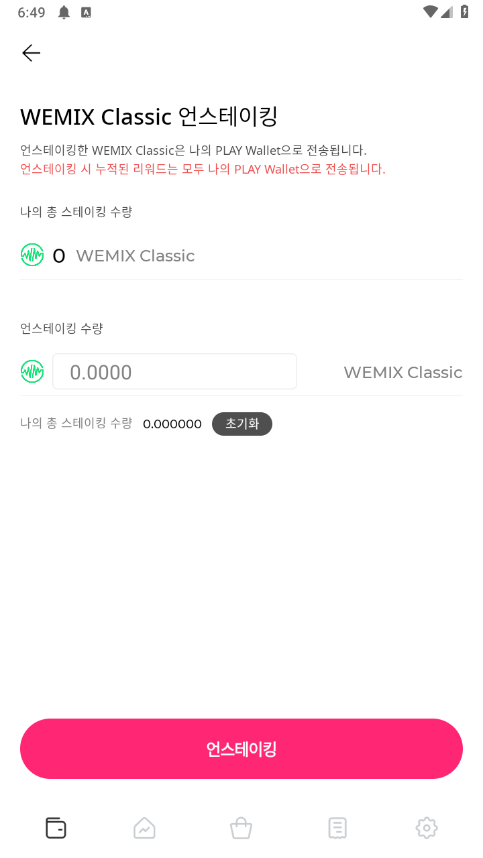 6:49
WEMIX Classic 언스테이킹
언스테이킹한 WEMIX Classic은 나의 PLAY Wallet으로 전송됩니다.
언스테이킹 시 누적된 리워드는 모두 나의 PLAY Wallet으로 전송됩니다.
나의 총 스테이킹 수량
0 WEMIX Classic
언스테이킹 수량
0.0000 WEMIX Classic
나의 총 스테이킹 수량 0.000000 초기화
언스테이킹